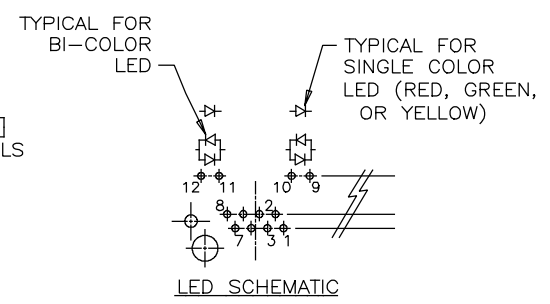 TYPICAL FOR
BI-COLOR
LED
TYPICAL FOR
SINGLE COLOR
LED (RED, GREEN,
OR YELLOW)
]
LS
12 11 10 9
8 2
7 3 1
LED SCHEMATIC